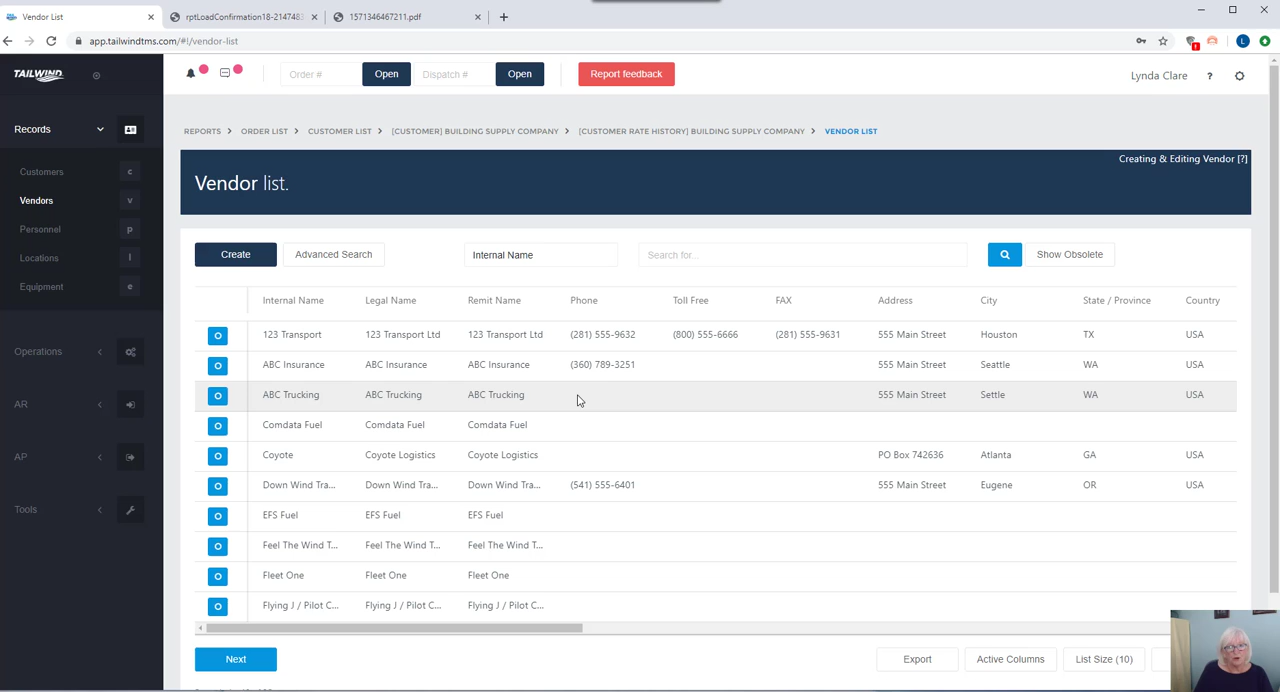 Vendor List
rptLoadConfirmation18-2147483
1571346467211.pdf
app.tailwindtms.com/#!/vendor-list
L
TAILWIND
Order #
Open
Dispatch #
Open
Report feedback
Lynda Clare
?
Records
Customers c
Vendors v
Personnel p
Locations l
Equipment e
Operations
AR
AP
Tools
REPORTS > ORDER LIST > CUSTOMER LIST > [CUSTOMER] BUILDING SUPPLY COMPANY > [CUSTOMER RATE HISTORY] BUILDING SUPPLY COMPANY > VENDOR LIST
Creating & Editing Vendor [?]
Vendor list.
Create
Advanced Search
Internal Name
Search for...
Show Obsolete
Internal Name Legal Name Remit Name Phone Toll Free FAX Address City State / Province Country
123 Transport 123 Transport Ltd 123 Transport Ltd (281) 555-9632 (800) 555-6666 (281) 555-9631 555 Main Street Houston TX USA
ABC Insurance ABC Insurance ABC Insurance (360) 789-3251 555 Main Street Seattle WA USA
ABC Trucking ABC Trucking ABC Trucking 555 Main Street Settle WA USA
Comdata Fuel Comdata Fuel Comdata Fuel
Coyote Coyote Logistics Coyote Logistics PO Box 742636 Atlanta GA USA
Down Wind Tra... Down Wind Tra... Down Wind Tra... (541) 555-6401 555 Main Street Eugene OR USA
EFS Fuel EFS Fuel EFS Fuel
Feel The Wind T... Feel The Wind T... Feel The Wind T...
Fleet One Fleet One Fleet One
Flying J / Pilot C... Flying J / Pilot C... Flying J / Pilot C...
Next
Export
Active Columns
List Size (10)